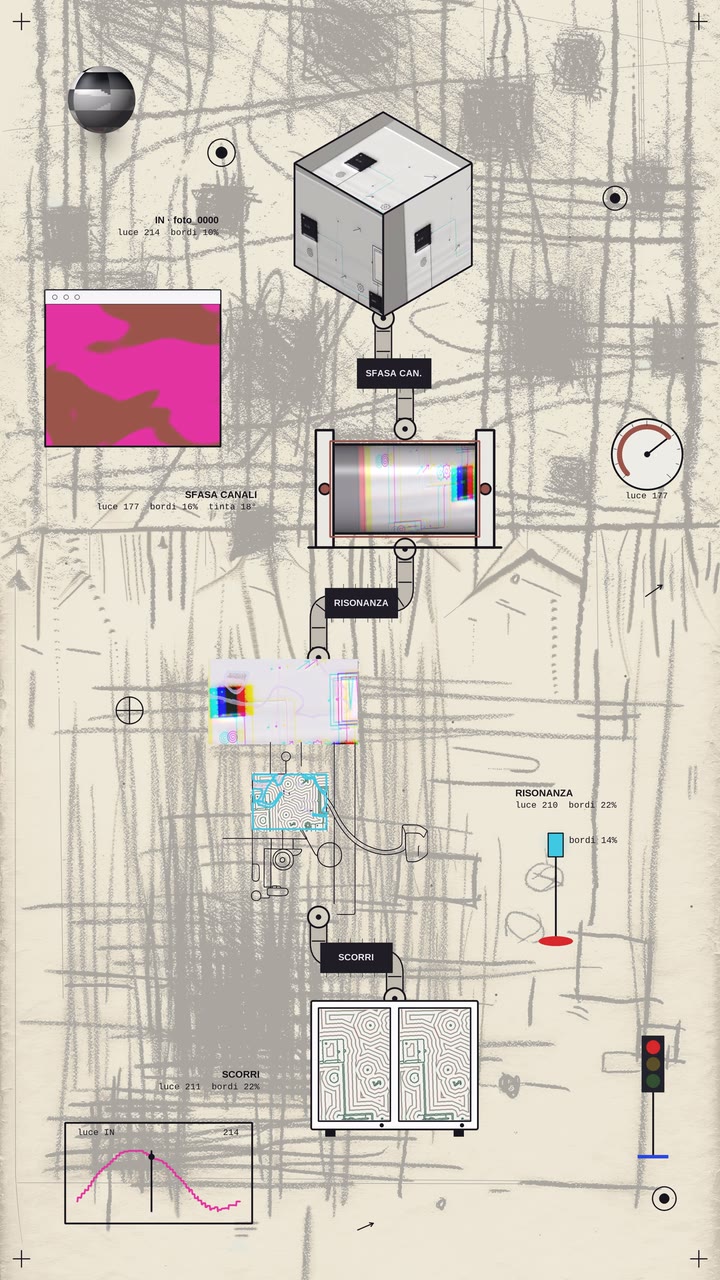 IN - foto_0000
luce 214 bordi 10%
SFASA CAN.
SFASA CANALI
luce 177 bordi 16% tinta 18°
luce 177
RISONANZA
RISONANZA
luce 210 bordi 22%
bordi 14%
SCORRI
SCORRI
luce 211 bordi 22%
luce IN 214